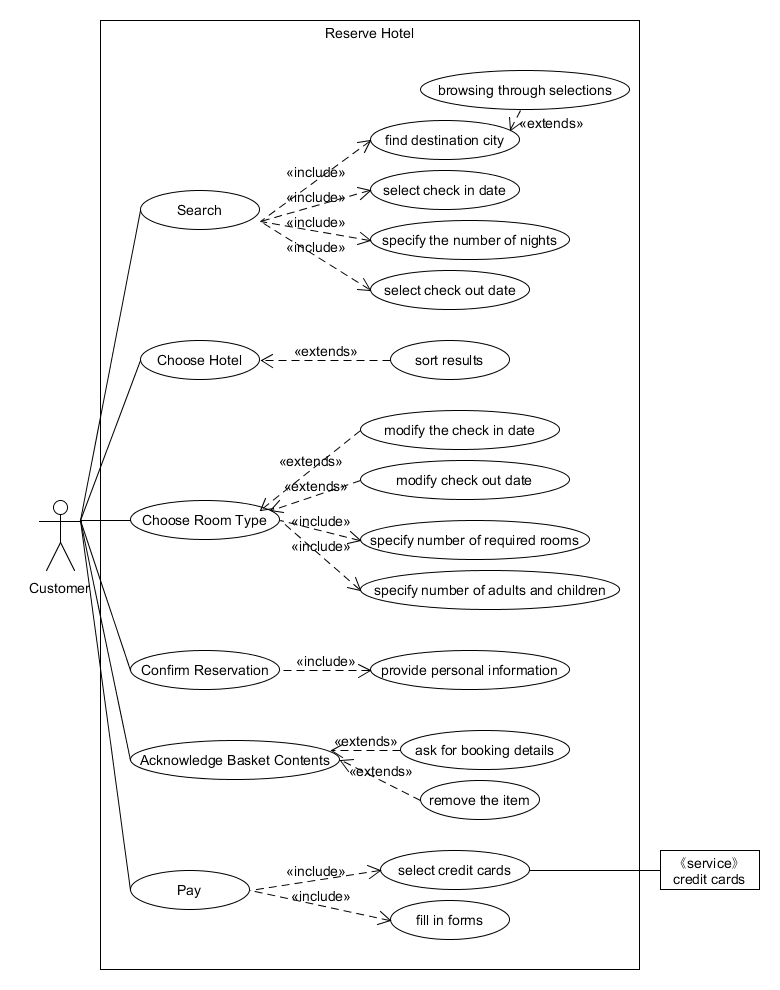 Reserve Hotel
browsing through selections
«extends»
find destination city
«include»
select check in date
«include»
Search
«include»
specify the number of nights
«include»
select check out date
Choose Hotel
«extends»
sort results
modify the check in date
«extends»
modify check out date
«extends»
Choose Room Type
«include»
specify number of required rooms
«include»
specify number of adults and children
Customer
Confirm Reservation
«include»
provide personal information
«extends»
ask for booking details
Acknowledge Basket Contents
«extends»
remove the item
Pay
«include»
select credit cards
«include»
fill in forms
《service》
credit cards